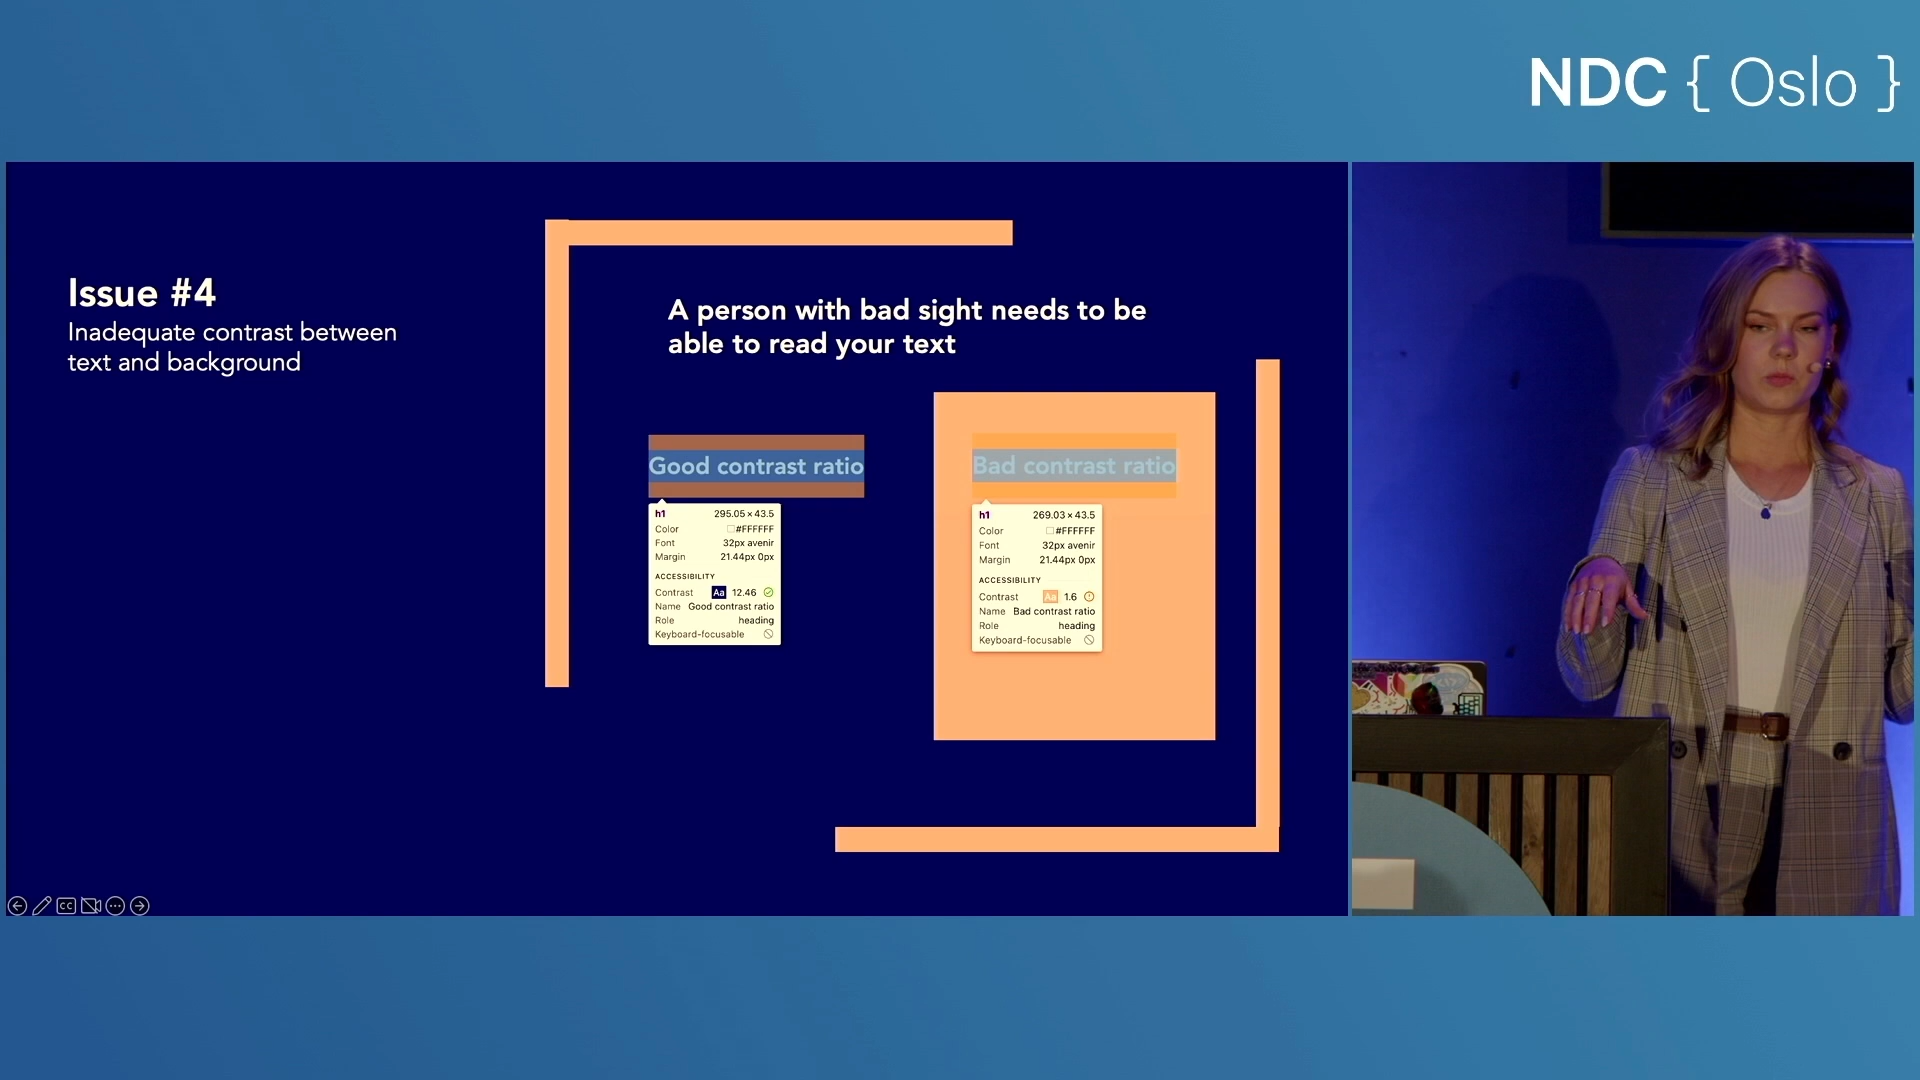 NDC { Oslo }
Issue #4
Inadequate contrast between
text and background
A person with bad sight needs to be
able to read your text
Good contrast ratio
h1 295.05 × 43.5
Color #FFFFFF
Font 32px avenir
Margin 21.44px 0px
ACCESSIBILITY
Contrast Aa 12.46
Name Good contrast ratio
Role heading
Keyboard-focusable
Bad contrast ratio
h1 269.03 × 43.5
Color #FFFFFF
Font 32px avenir
Margin 21.44px 0px
ACCESSIBILITY
Contrast Aa 1.6
Name Bad contrast ratio
Role heading
Keyboard-focusable
CC